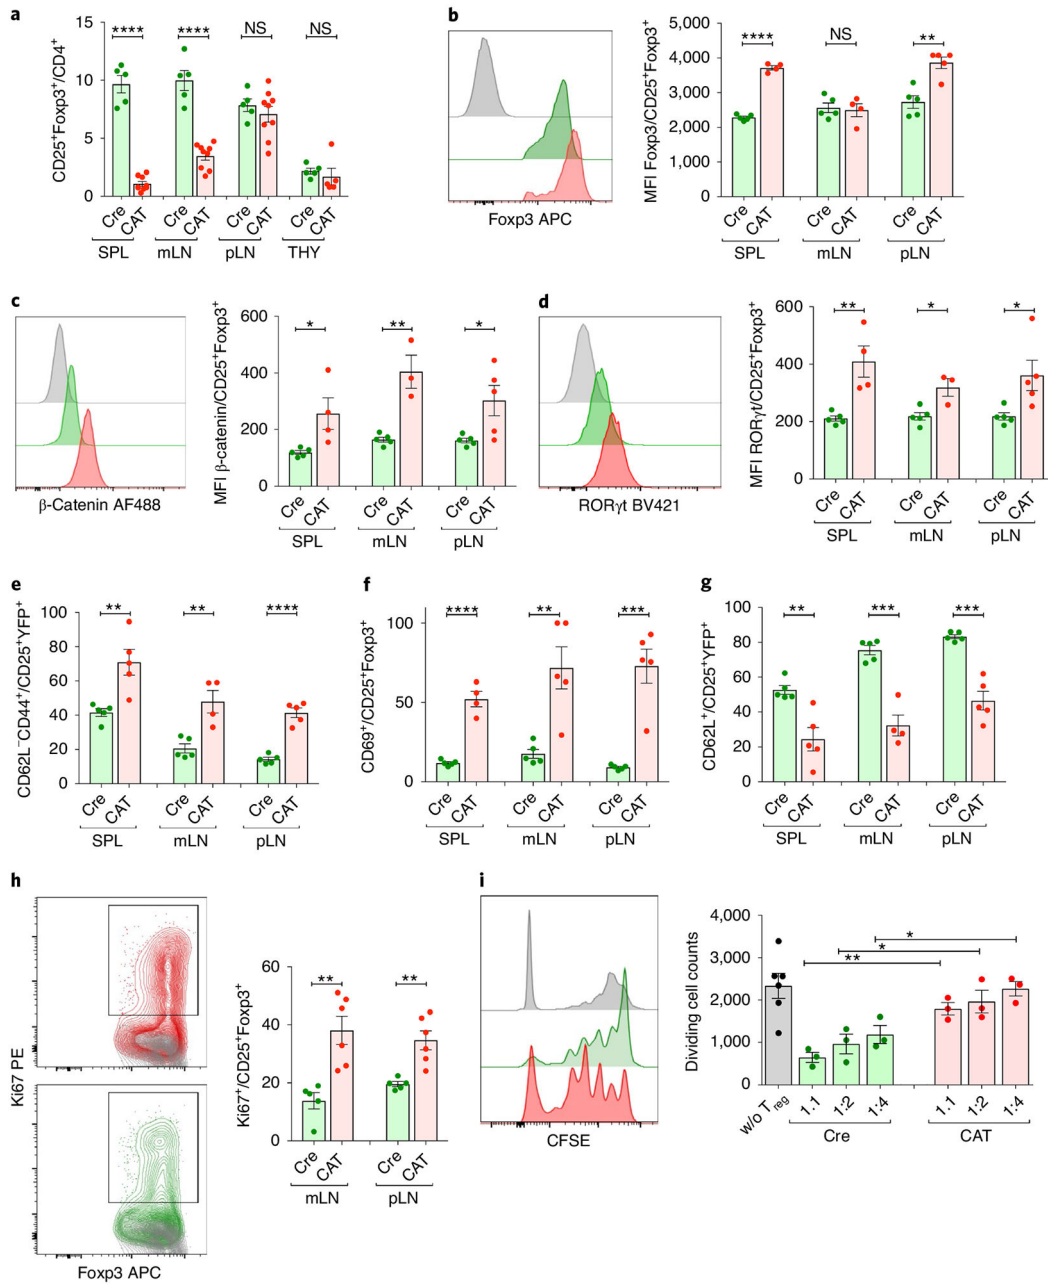 a
CD25+Foxp3+/CD4+
15
10
5
0
**** **** NS NS
Cre CAT Cre CAT Cre CAT Cre CAT
SPL mLN pLN THY
b
Foxp3 APC
MFI Foxp3/CD25+Foxp3+
5,000
4,000
3,000
2,000
1,000
0
**** NS **
Cre CAT Cre CAT Cre CAT
SPL mLN pLN
c
β-Catenin AF488
MFI β-catenin/CD25+Foxp3+
600
400
200
0
* ** *
Cre CAT Cre CAT Cre CAT
SPL mLN pLN
d
RORγt BV421
MFI RORγt/CD25+Foxp3+
600
400
200
0
** * *
Cre CAT Cre CAT Cre CAT
SPL mLN pLN
e
CD62L−CD44+/CD25+YFP+
100
80
60
40
20
0
** ** ****
Cre CAT Cre CAT Cre CAT
SPL mLN pLN
f
CD69+/CD25+Foxp3+
100
50
0
**** ** ***
Cre CAT Cre CAT Cre CAT
SPL mLN pLN
g
CD62L+/CD25+YFP+
100
80
60
40
20
0
** *** ***
Cre CAT Cre CAT Cre CAT
SPL mLN pLN
h
Ki67 PE
Foxp3 APC
Ki67+/CD25+Foxp3+
60
40
20
0
** **
Cre CAT Cre CAT
mLN pLN
i
CFSE
Dividing cell counts
4,000
3,000
2,000
1,000
0
*
*
**
w/o Treg 1.1 1:2 1:4 1.1 1:2 1:4
Cre CAT